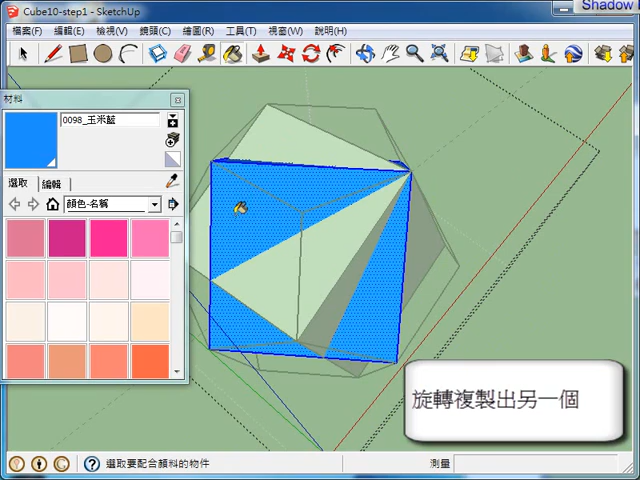 Cube10-step1 - SketchUp
Shadow
檔案(F) 編輯(E) 檢視(V) 鏡頭(C) 繪圖(R) 工具(T) 視窗(W) 說明(H)
材料
0098_玉米藍
選取 編輯
顏色-名稱
旋轉複製出另一個
選取要配合顏料的物件
測量